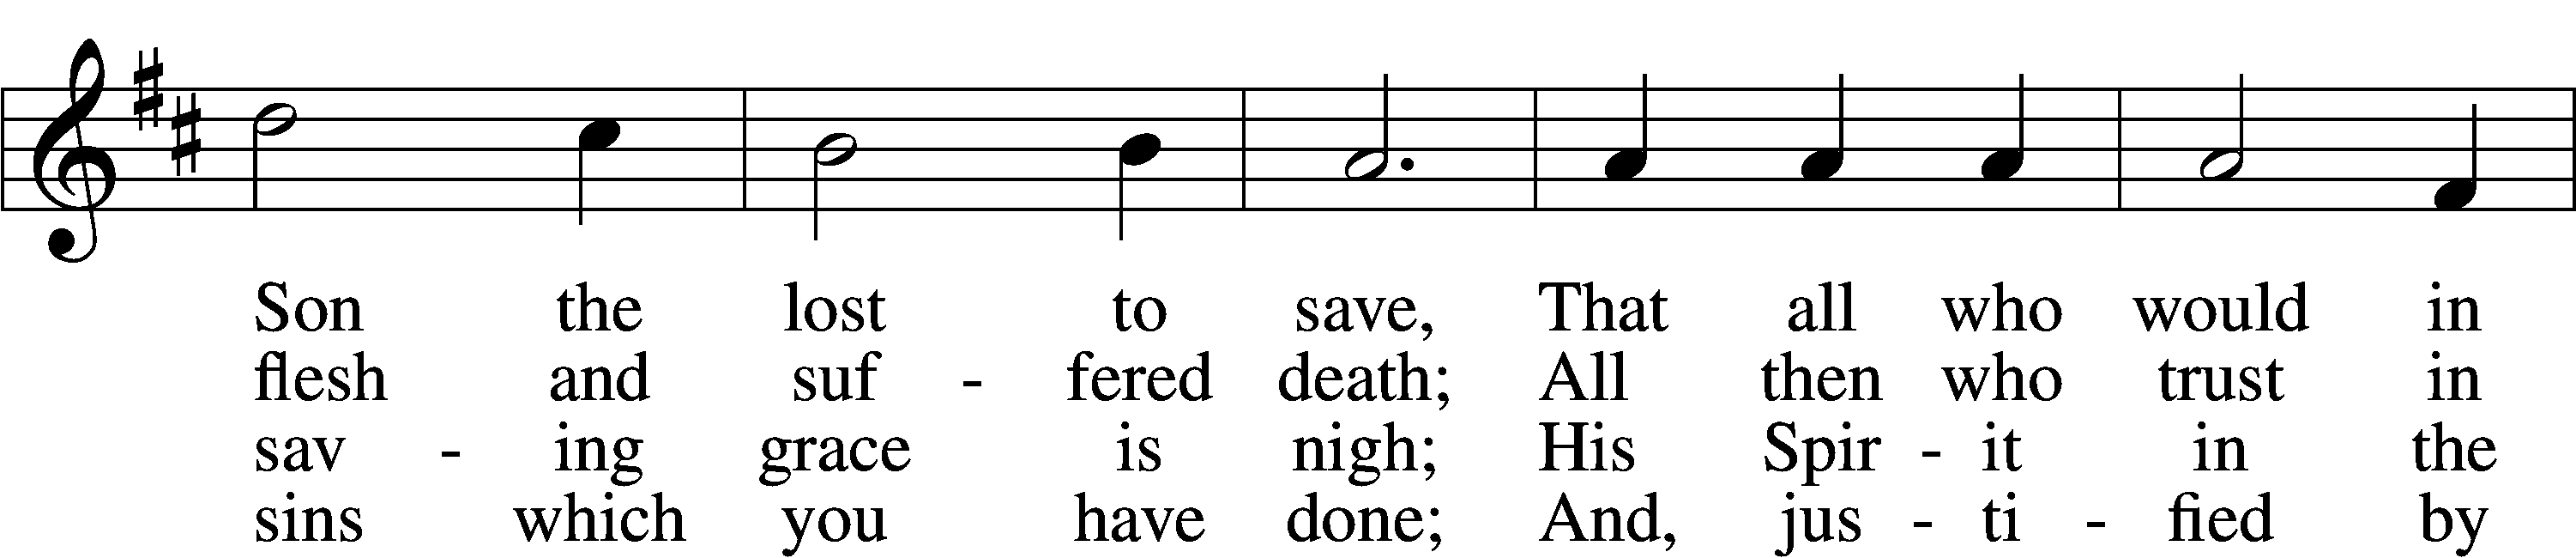 Son the lost to save, That all who would in
flesh and suf - fered death; All then who trust in
sav - ing grace is nigh; His Spir - it in the
sins which you have done; And, jus - ti - fied by